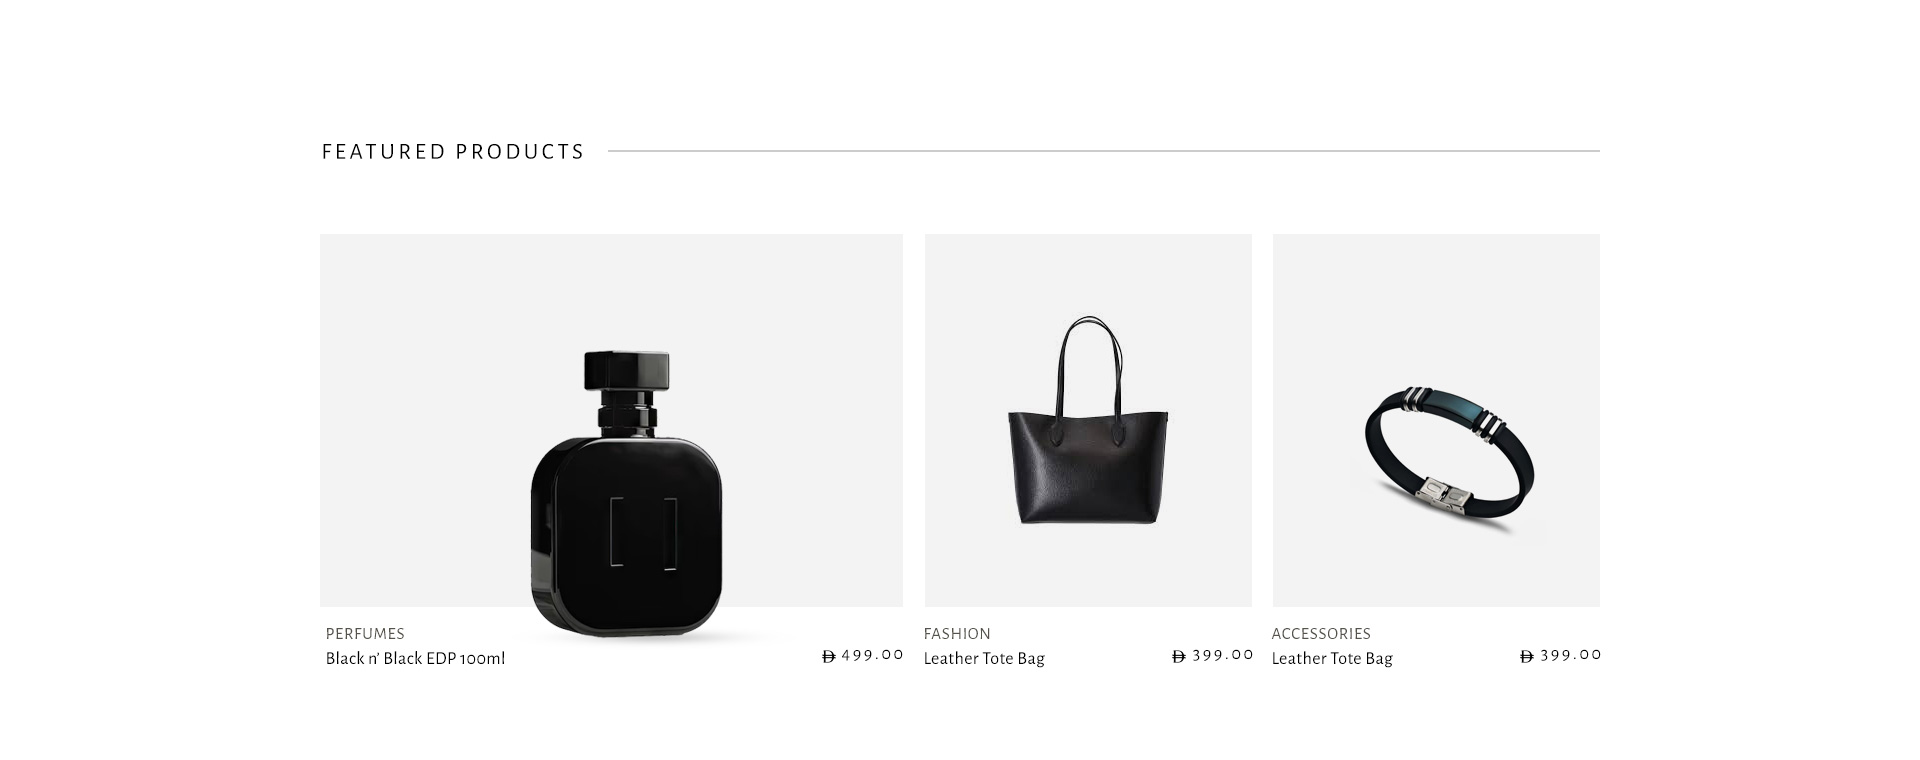 FEATURED PRODUCTS
PERFUMES
Black n’ Black EDP 100ml
 499.00
FASHION
Leather Tote Bag
 399.00
ACCESSORIES
Leather Tote Bag
 399.00